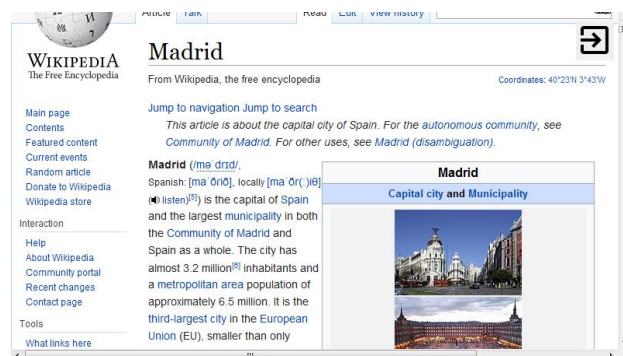 Article Talk Read Edit View history
WIKIPEDIA
The Free Encyclopedia
Main page
Contents
Featured content
Current events
Random article
Donate to Wikipedia
Wikipedia store
Interaction
Help
About Wikipedia
Community portal
Recent changes
Contact page
Tools
What links here
Madrid
From Wikipedia, the free encyclopedia
Coordinates: 40°23′N 3°43′W
Jump to navigation Jump to search
This article is about the capital city of Spain. For the autonomous community, see
Community of Madrid. For other uses, see Madrid (disambiguation).
Madrid (/məˈdrɪd/,
Spanish: [maˈðɾið], locally [maˈðɾ(ː)iθ]
(listen)[5]) is the capital of Spain
and the largest municipality in both
the Community of Madrid and
Spain as a whole. The city has
almost 3.2 million[6] inhabitants and
a metropolitan area population of
approximately 6.5 million. It is the
third-largest city in the European
Union (EU), smaller than only
Madrid
Capital city and Municipality